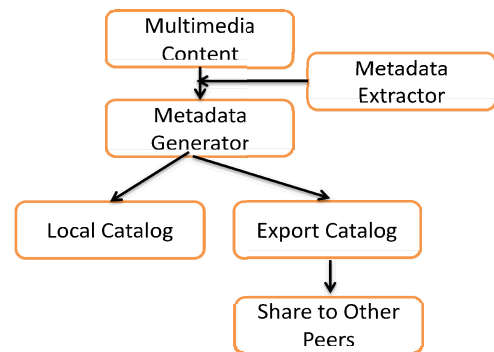 Multimedia
Content
Metadata
Extractor
Metadata
Generator
Local Catalog
Export Catalog
Share to Other
Peers